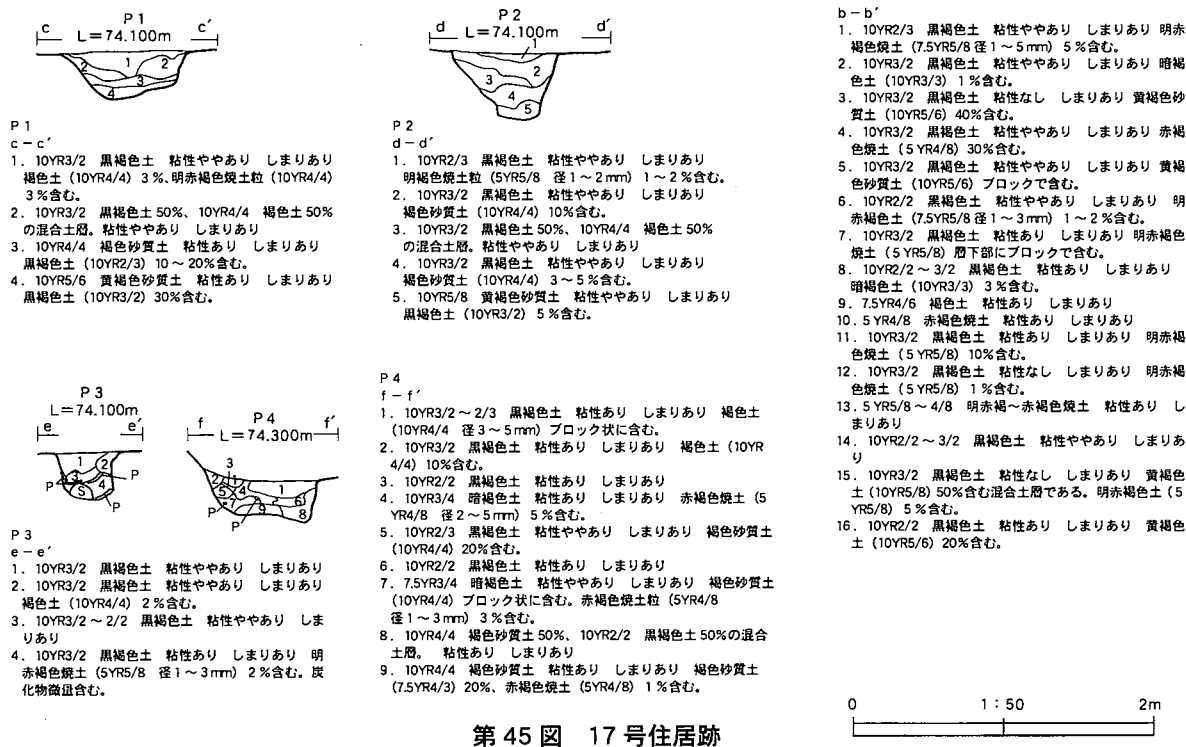 P 1
c c′
L＝74.100m
1
2 2
3
4
P 1
c－c′
1．10YR3/2 黒褐色土 粘性ややあり しまりあり
褐色土（10YR4/4）3％、明赤褐色焼土粒（10YR4/4）
3％含む。
2．10YR3/2 黒褐色土50％、10YR4/4 褐色土50％
の混合土層。粘性ややあり しまりあり
3．10YR4/4 褐色砂質土 粘性あり しまりあり
黒褐色土（10YR2/3）10～20％含む。
4．10YR5/6 黄褐色砂質土 粘性あり しまりあり
黒褐色土（10YR3/2）30％含む。
P 2
d d′
L＝74.100m
1
2
3
4
5
P 2
d－d′
1．10YR2/3 黒褐色土 粘性ややあり しまりあり
明褐色焼土粒（5YR5/8 径1～2mm）1～2％含む。
2．10YR3/2 黒褐色土 粘性ややあり しまりあり
褐色砂質土（10YR4/4）10％含む。
3．10YR3/2 黒褐色土50％、10YR4/4 褐色土50％
の混合土層。粘性ややあり しまりあり
4．10YR3/2 黒褐色土 粘性ややあり しまりあり
褐色砂質土（10YR4/4）3～5％含む。
5．10YR5/8 黄褐色砂質土 粘性ややあり しまりあり
黒褐色土（10YR3/2）5％含む。
P 3
L＝74.100m
e e′
1 2
3 4
S
P P
P
P 3
e－e′
1．10YR3/2 黒褐色土 粘性ややあり しまりあり
2．10YR3/2 黒褐色土 粘性ややあり しまりあり
褐色土（10YR4/4）2％含む。
3．10YR3/2～2/2 黒褐色土 粘性ややあり しま
りあり
4．10YR3/2 黒褐色土 粘性あり しまりあり 明
赤褐色焼土（5YR5/8 径1～3mm）2％含む。炭
化物微量含む。
P 4
f f′
L＝74.300m
3
2 1 1
5 4 6
7 9 8
P
P
P 4
f－f′
1．10YR3/2～2/3 黒褐色土 粘性あり しまりあり 褐色土
（10YR4/4 径3～5mm）ブロック状に含む。
2．10YR3/2 黒褐色土 粘性あり しまりあり 褐色土（10YR
4/4）10％含む。
3．10YR2/2 黒褐色土 粘性あり しまりあり
4．10YR3/4 暗褐色土 粘性あり しまりあり 赤褐色焼土（5
YR4/8 径2～5mm）5％含む。
5．10YR2/3 黒褐色土 粘性ややあり しまりあり 褐色砂質土
（10YR4/4）20％含む。
6．10YR2/2 黒褐色土 粘性あり しまりあり
7．7.5YR3/4 暗褐色土 粘性ややあり しまりあり 褐色砂質土
（10YR4/4）ブロック状に含む。赤褐色焼土粒（5YR4/8
径1～3mm）3％含む。
8．10YR4/4 褐色砂質土50％、10YR2/2 黒褐色土50％の混合
土層。 粘性あり しまりあり
9．10YR4/4 褐色砂質土 粘性あり しまりあり 褐色砂質土
（7.5YR4/3）20％、赤褐色焼土（5YR4/8）1％含む。
b－b′
1．10YR2/3 黒褐色土 粘性ややあり しまりあり 明赤
褐色焼土（7.5YR5/8 径1～5mm）5％含む。
2．10YR3/2 黒褐色土 粘性ややあり しまりあり 暗褐
色土（10YR3/3）1％含む。
3．10YR3/2 黒褐色土 粘性なし しまりあり 黄褐色砂
質土（10YR5/6）40％含む。
4．10YR3/2 黒褐色土 粘性ややあり しまりあり 赤褐
色焼土（5YR4/8）30％含む。
5．10YR3/2 黒褐色土 粘性ややあり しまりあり 黄褐
色砂質土（10YR5/6）ブロックで含む。
6．10YR2/2 黒褐色土 粘性ややあり しまりあり 明
赤褐色焼土（7.5YR5/8 径1～3mm）1～2％含む。
7．10YR3/2 黒褐色土 粘性あり しまりあり 明赤褐色
焼土（5YR5/8）層下部にブロックで含む。
8．10YR2/2～3/2 黒褐色土 粘性あり しまりあり
暗褐色土（10YR3/3）3％含む。
9．7.5YR4/6 褐色土 粘性あり しまりあり
10．5YR4/8 赤褐色焼土 粘性あり しまりあり
11．10YR3/2 黒褐色土 粘性あり しまりあり 明赤褐
色焼土（5YR5/8）10％含む。
12．10YR3/2 黒褐色土 粘性なし しまりあり 明赤褐
色焼土（5YR5/8）1％含む。
13．5YR5/8～4/8 明赤褐～赤褐色焼土 粘性あり し
まりあり
14．10YR2/2～3/2 黒褐色土 粘性ややあり しまりあ
り
15．10YR3/2 黒褐色土 粘性なし しまりあり 黄褐色
土（10YR5/8）50％含む混合土層である。明赤褐色土（5
YR5/8）5％含む。
16．10YR2/2 黒褐色土 粘性あり しまりあり 黄褐色
土（10YR5/6）20％含む。
0 1：50 2m
第45図 17号住居跡